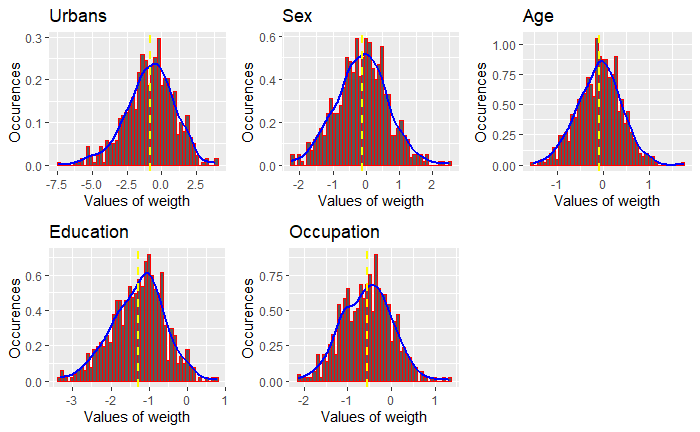 Urbans
Sex
Age
Occurences
0.3
0.2
0.1
0.0
-7.5 -5.0 -2.5 0.0 2.5
Values of weigth
Occurences
0.6
0.4
0.2
0.0
-2 -1 0 1 2
Values of weigth
Occurences
1.00
0.75
0.50
0.25
0.00
-1 0 1
Values of weigth
Education
Occupation
Occurences
0.6
0.4
0.2
0.0
-3 -2 -1 0 1
Values of weigth
Occurences
0.75
0.50
0.25
0.00
-2 -1 0 1
Values of weigth